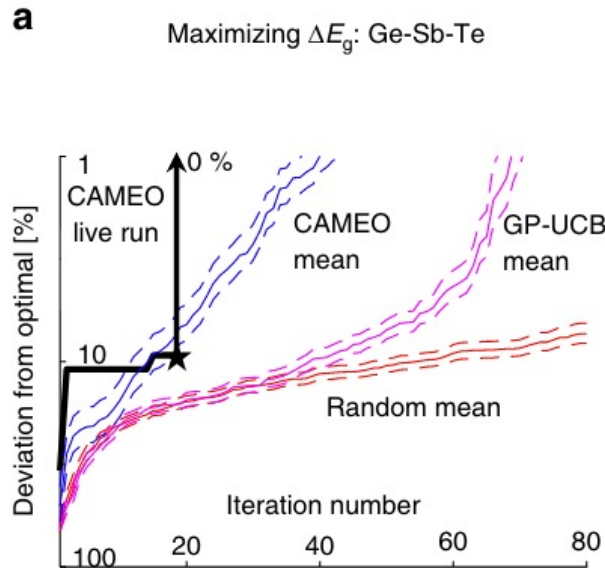 a
Maximizing ΔEg: Ge-Sb-Te
Deviation from optimal [%]
1
10
100
CAMEO
live run
0 %
CAMEO
mean
GP-UCB
mean
Random mean
Iteration number
20
40
60
80